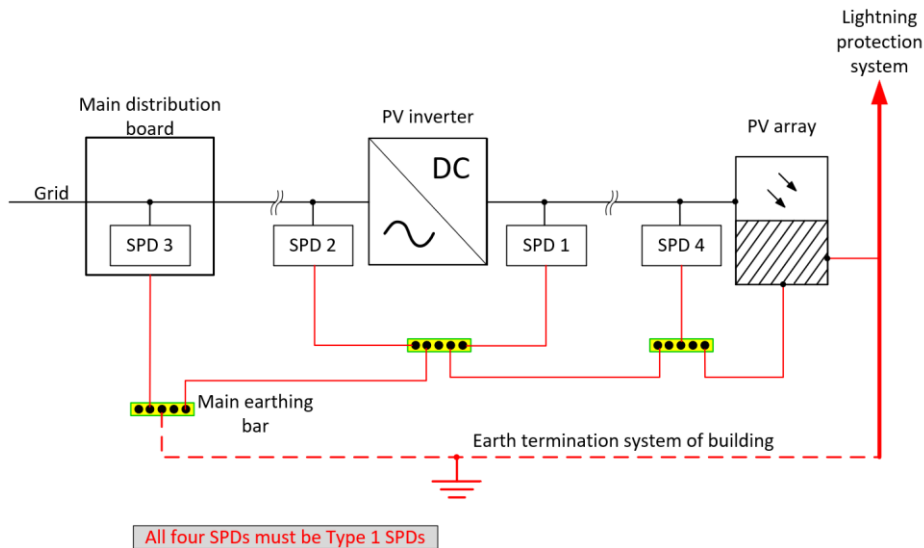 Lightning
protection
system
Main distribution
board
PV inverter
PV array
DC
Grid
SPD 3
SPD 2
SPD 1
SPD 4
Main earthing
bar
Earth termination system of building
All four SPDs must be Type 1 SPDs